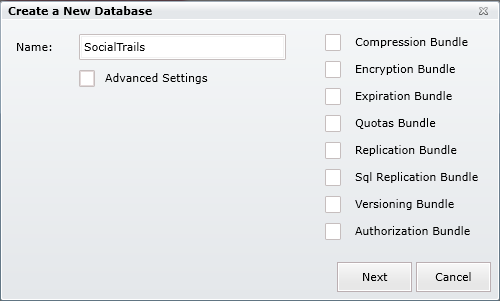 Create a New Database
Name: SocialTrails
Advanced Settings
Compression Bundle
Encryption Bundle
Expiration Bundle
Quotas Bundle
Replication Bundle
Sql Replication Bundle
Versioning Bundle
Authorization Bundle
Next Cancel